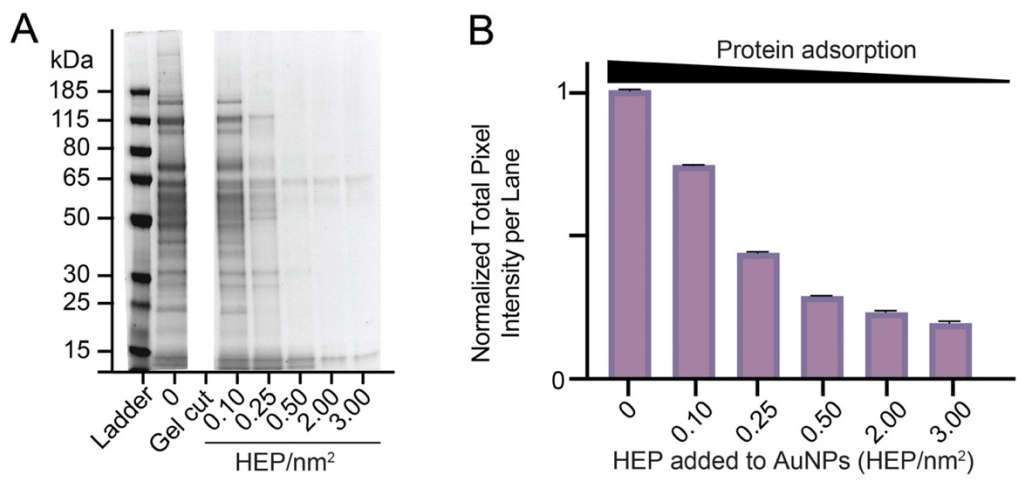 A
kDa
185
115
80
65
50
30
25
15
Ladder
0
Gel cut
0.10
0.25
0.50
2.00
3.00
HEP/nm²
B
Protein adsorption
Normalized Total Pixel
Intensity per Lane
1
0
0
0.10
0.25
0.50
2.00
3.00
HEP added to AuNPs (HEP/nm²)